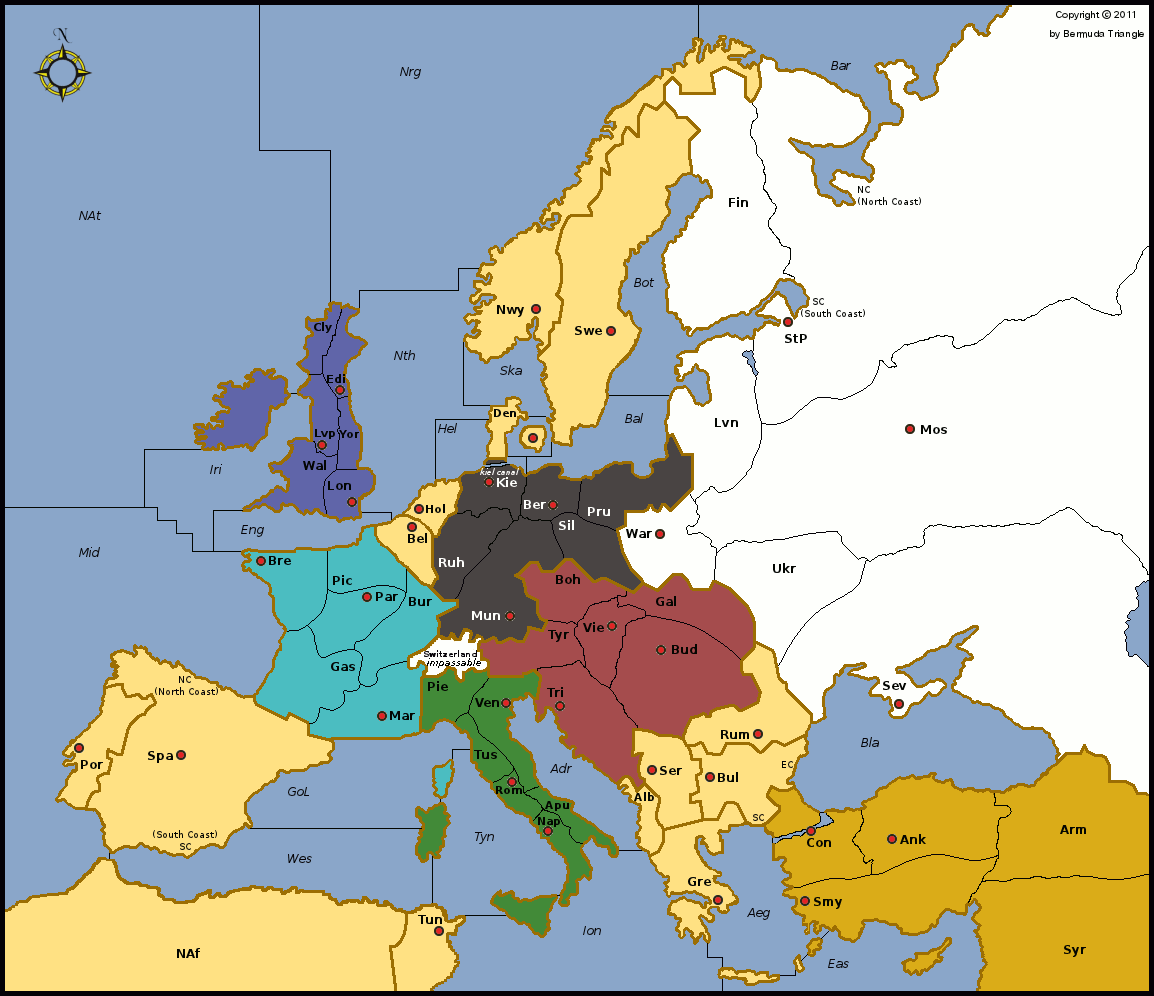 Copyright © 2011
by Bermuda Triangle
N
Nrg
Bar
NC
(North Coast)
NAt
Fin
Bot
SC
(South Coast)
StP
Nwy
Swe
Cly
Nth
Ska
Edi
Den
Bal
Lvn
Mos
Hel
Lvp
Yor
Iri
Wal
kiel canal
Kie
Lon
Hol
Ber
Pru
Sil
Eng
Bel
War
Mid
Bre
Ruh
Ukr
Pic
Boh
Par
Bur
Gal
Mun
Tyr
Vie
Bud
Switzerland
impassable
Gas
NC
(North Coast)
Pie
Ven
Tri
Sev
Mar
Rum
Bla
Por
Spa
Tus
Adr
Ser
Bul
EC
GoL
Rom
Alb
Apu
Nap
SC
(South Coast)
SC
Tyn
Con
Ank
Arm
Wes
Gre
Smy
Aeg
Tun
Ion
NAf
Eas
Syr